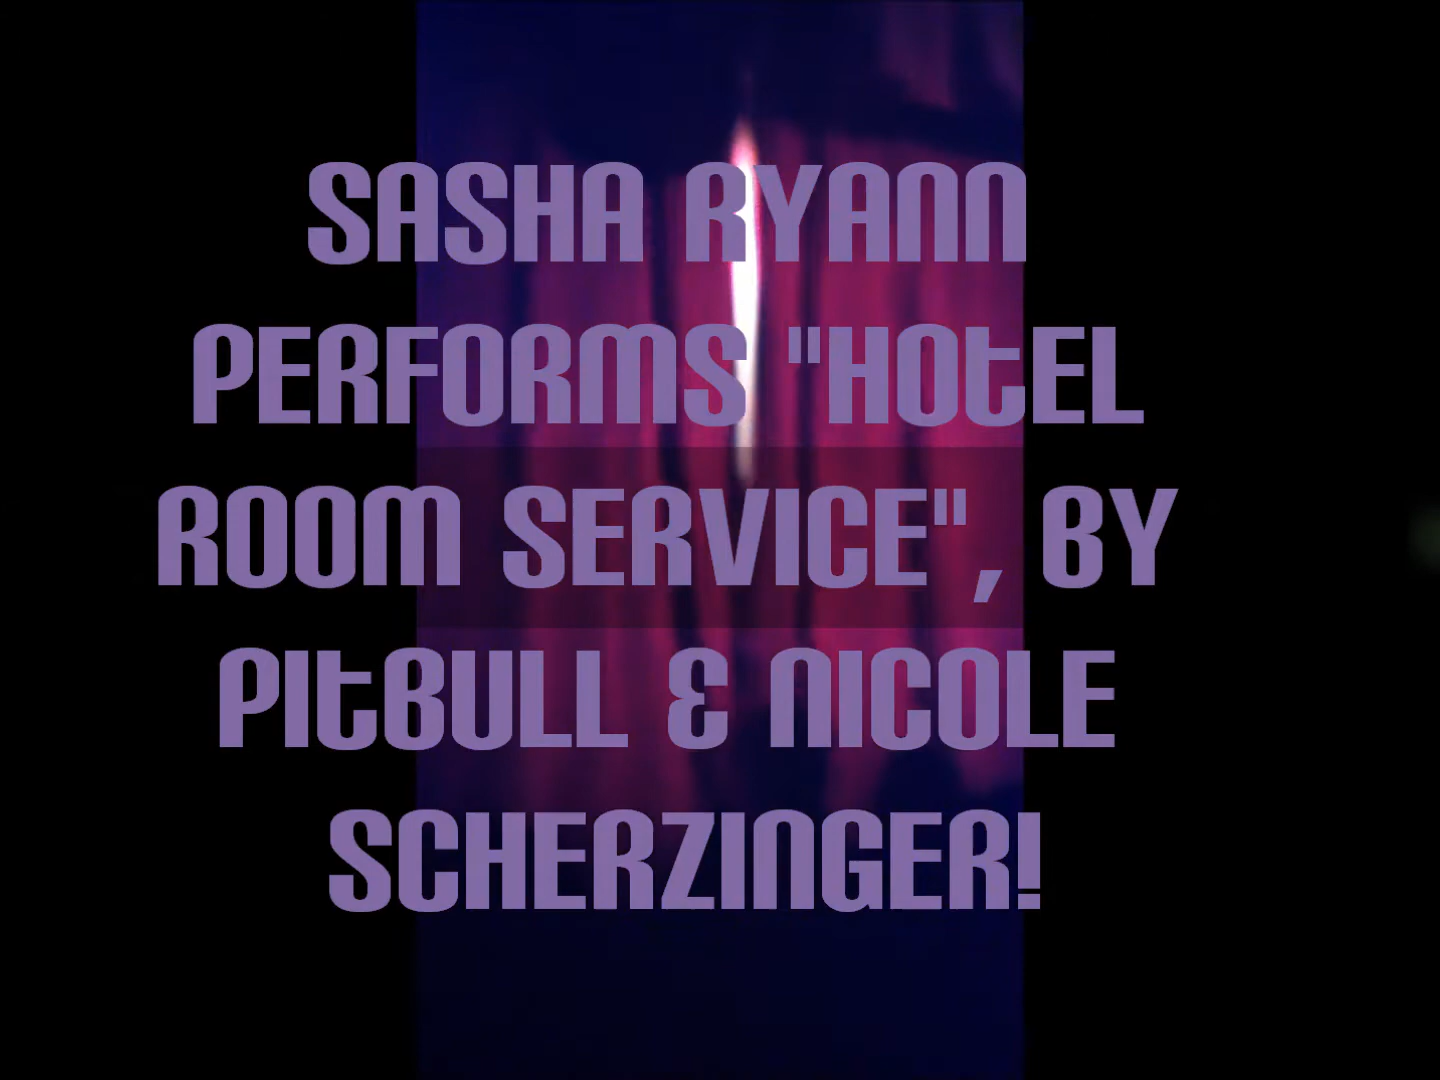 SASHA RYANN
PERFORMS "HOTEL
ROOM SERVICE", BY
PITBULL & NICOLE
SCHERZINGER!